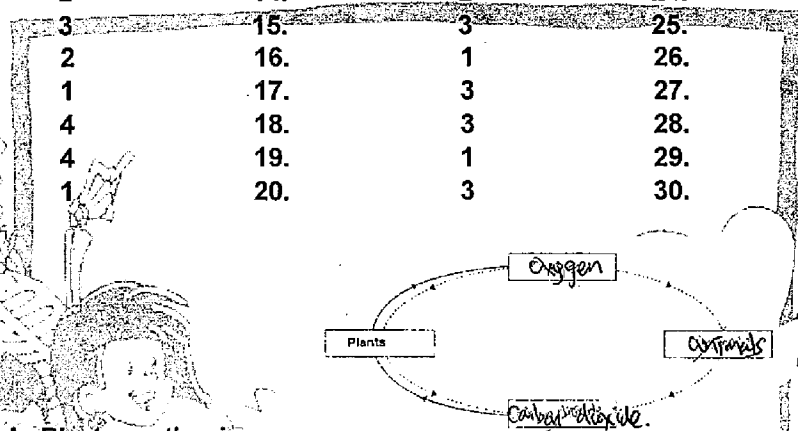 3 15. 3 25.
2 16. 1 26.
1 17. 3 27.
4 18. 3 28.
4 19. 1 29.
1 20. 3 30.
Oxygen
Plants animals
Carbon dioxide.